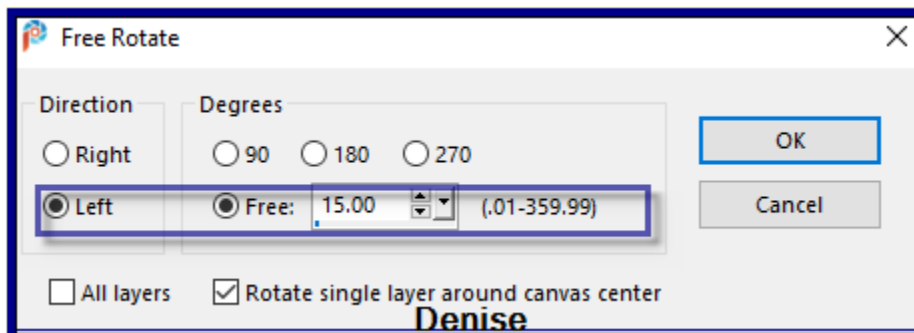 Free Rotate
Direction Degrees
Right 90 180 270 OK
Left Free: 15.00 (.01-359.99) Cancel
All layers Rotate single layer around canvas center
Denise